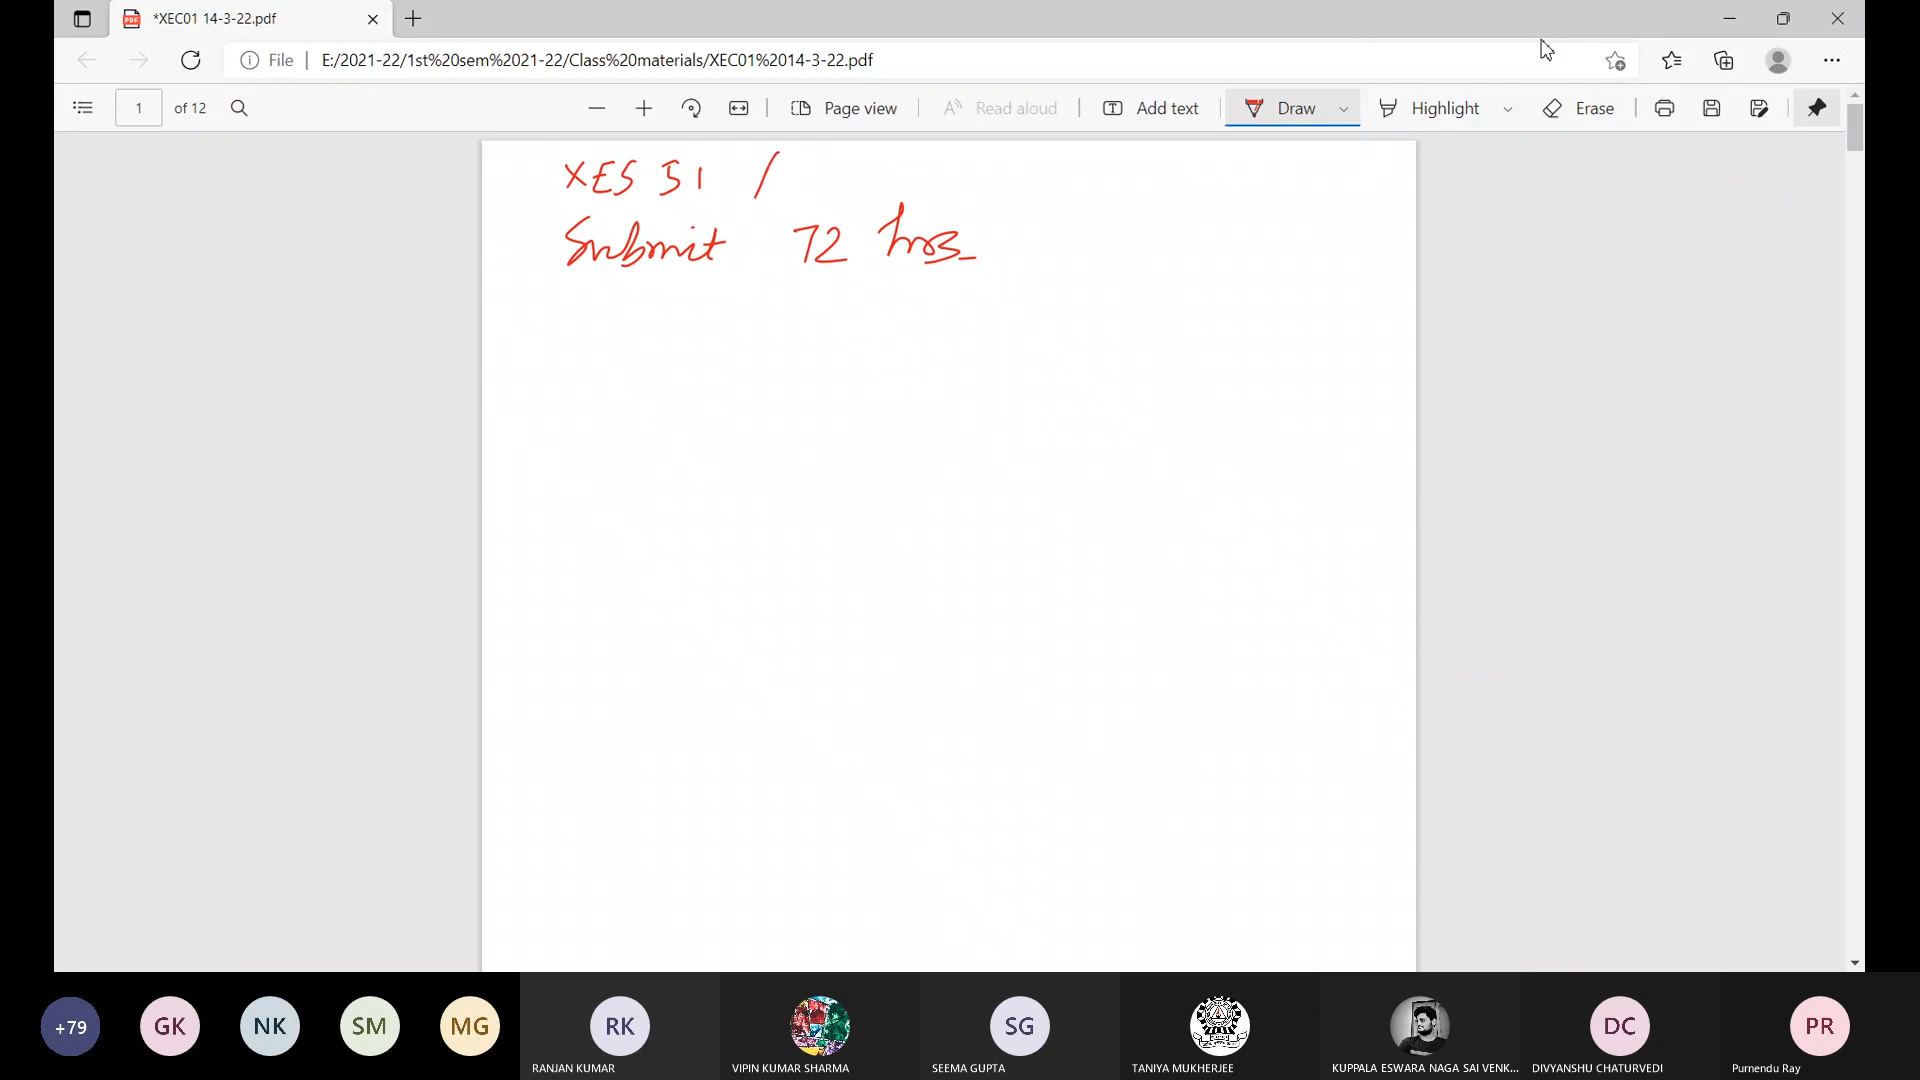 *XEC01 14-3-22.pdf
File E:/2021-22/1st%20sem%2021-22/Class%20materials/XEC01%2014-3-22.pdf
1 of 12 Page view Read aloud Add text Draw Highlight Erase
XES 51 /
Submit 72 hrs
+79 GK NK SM MG RK SG DC PR
RANJAN KUMAR VIPIN KUMAR SHARMA SEEMA GUPTA TANIYA MUKHERJEE KUPPALA ESWARA NAGA SAI VENK... DIVYANSHU CHATURVEDI Purnendu Ray